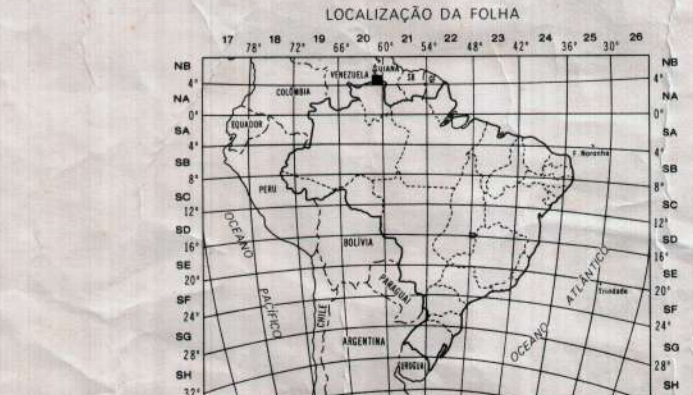 LOCALIZAÇÃO DA FOLHA
17 18 19 20 21 22 23 24 25 26
78° 72° 66° 60° 54° 48° 42° 36° 30°
NB NB
VENEZUELA GUIANA SR
4° 4°
COLÔMBIA
NA NA
0° 0°
EQUADOR
SA SA
4° 4°
F. Noronha
SB SB
8° 8°
PERU
SC SC
12° 12°
OCEANO
SD SD
BOLÍVIA
16° 16°
SE SE
ATLÂNTICO
20° 20°
PARAGUAI
Trindade
PACÍFICO
SF SF
CHILE
24° 24°
ARGENTINA
OCEANO
SG SG
28° 28°
URUGUAI
SH SH
32°